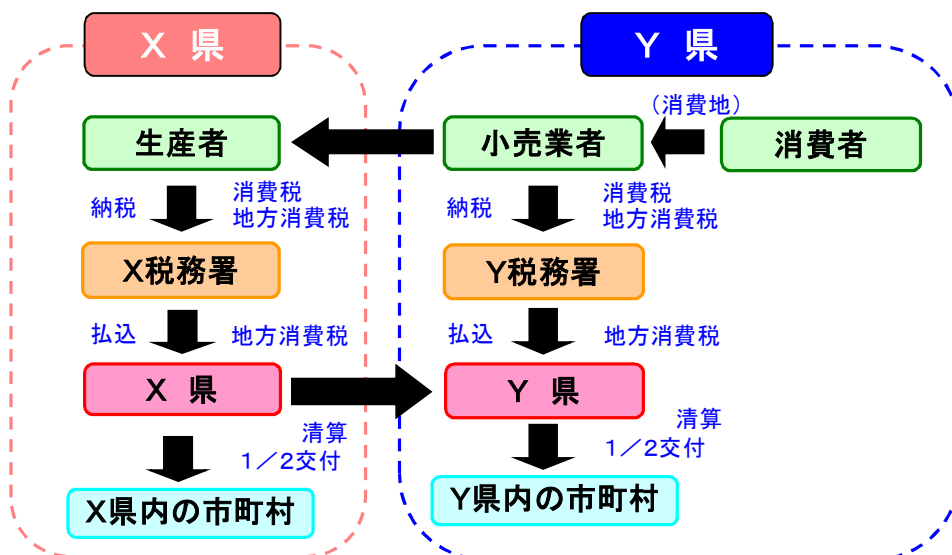 X 県
Y 県
(消費地)
生産者
小売業者
消費者
納税
消費税
地方消費税
納税
消費税
地方消費税
X税務署
Y税務署
払込
地方消費税
払込
地方消費税
X 県
Y 県
清算
1/2交付
清算
1/2交付
X県内の市町村
Y県内の市町村